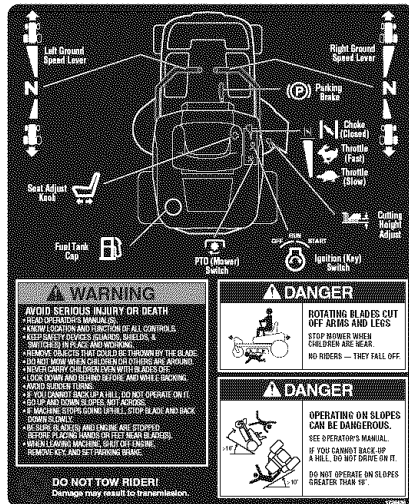 Left Ground
Speed Lever
Right Ground
Speed Lever
N
N
Parking
Brake
Choke
(Closed)
Throttle
(Fast)
Throttle
(Slow)
Seat Adjust
Knob
Cutting
Height
Adjust
Fuel Tank
Cap
PTO (Mower)
Switch
OFF RUN START
Ignition (Key)
Switch
WARNING
AVOID SERIOUS INJURY OR DEATH
• READ OPERATOR'S MANUAL(S).
• KNOW LOCATION AND FUNCTION OF ALL CONTROLS.
• KEEP SAFETY DEVICES (GUARDS, SHIELDS, &
SWITCHES) IN PLACE AND WORKING.
• REMOVE OBJECTS THAT COULD BE THROWN BY THE BLADE.
• DO NOT MOW WHEN CHILDREN OR OTHERS ARE AROUND.
• NEVER CARRY CHILDREN EVEN WITH BLADES OFF.
• LOOK DOWN AND BEHIND BEFORE AND WHILE BACKING.
• AVOID SUDDEN TURNS.
• IF YOU CANNOT BACK UP A HILL, DO NOT OPERATE ON IT.
• GO UP AND DOWN SLOPES, NOT ACROSS.
• IF MACHINE STOPS GOING UPHILL, STOP BLADE AND BACK
DOWN SLOWLY.
• BE SURE BLADE(S) AND ENGINE ARE STOPPED
BEFORE PLACING HANDS OR FEET NEAR BLADE(S).
• WHEN LEAVING MACHINE, SHUT OFF ENGINE,
REMOVE KEY, AND SET PARKING BRAKE.
DO NOT TOW RIDER!
Damage may result to transmission.
DANGER
ROTATING BLADES CUT
OFF ARMS AND LEGS
STOP MOWER WHEN
CHILDREN ARE NEAR.
NO RIDERS — THEY FALL OFF.
DANGER
OPERATING ON SLOPES
CAN BE DANGEROUS.
SEE OPERATOR'S MANUAL.
IF YOU CANNOT BACK-UP
A HILL, DO NOT DRIVE ON IT.
DO NOT OPERATE ON SLOPES
GREATER THAN 10°.
>10°
>10°